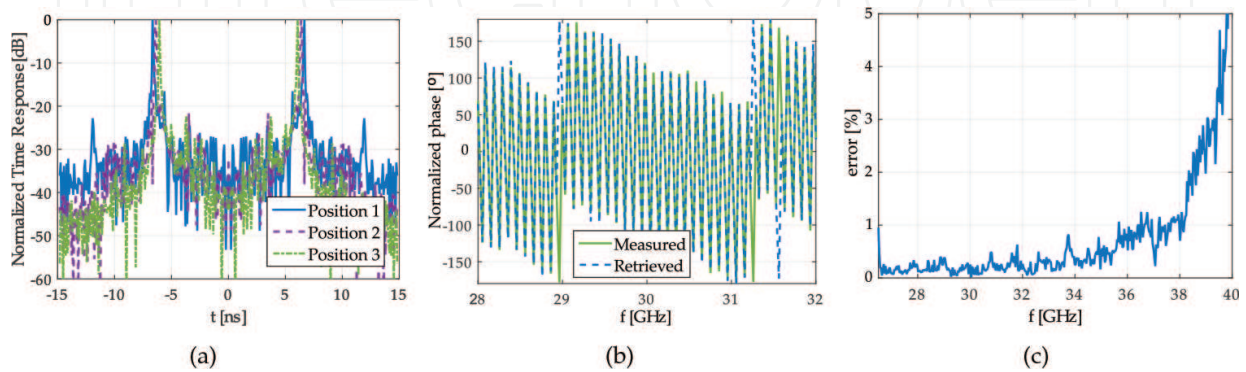 Normalized Time Response [dB]
0
-10
-20
-30
-40
-50
-60
Position 1
Position 2
Position 3
-15
-10
-5
0
5
10
15
t [ns]
(a)
Normalized phase [º]
150
100
50
0
-50
-100
-150
Measured
Retrieved
28
29
30
31
32
f [GHz]
(b)
error [%]
5
4
3
2
1
0
28
30
32
34
36
38
40
f [GHz]
(c)